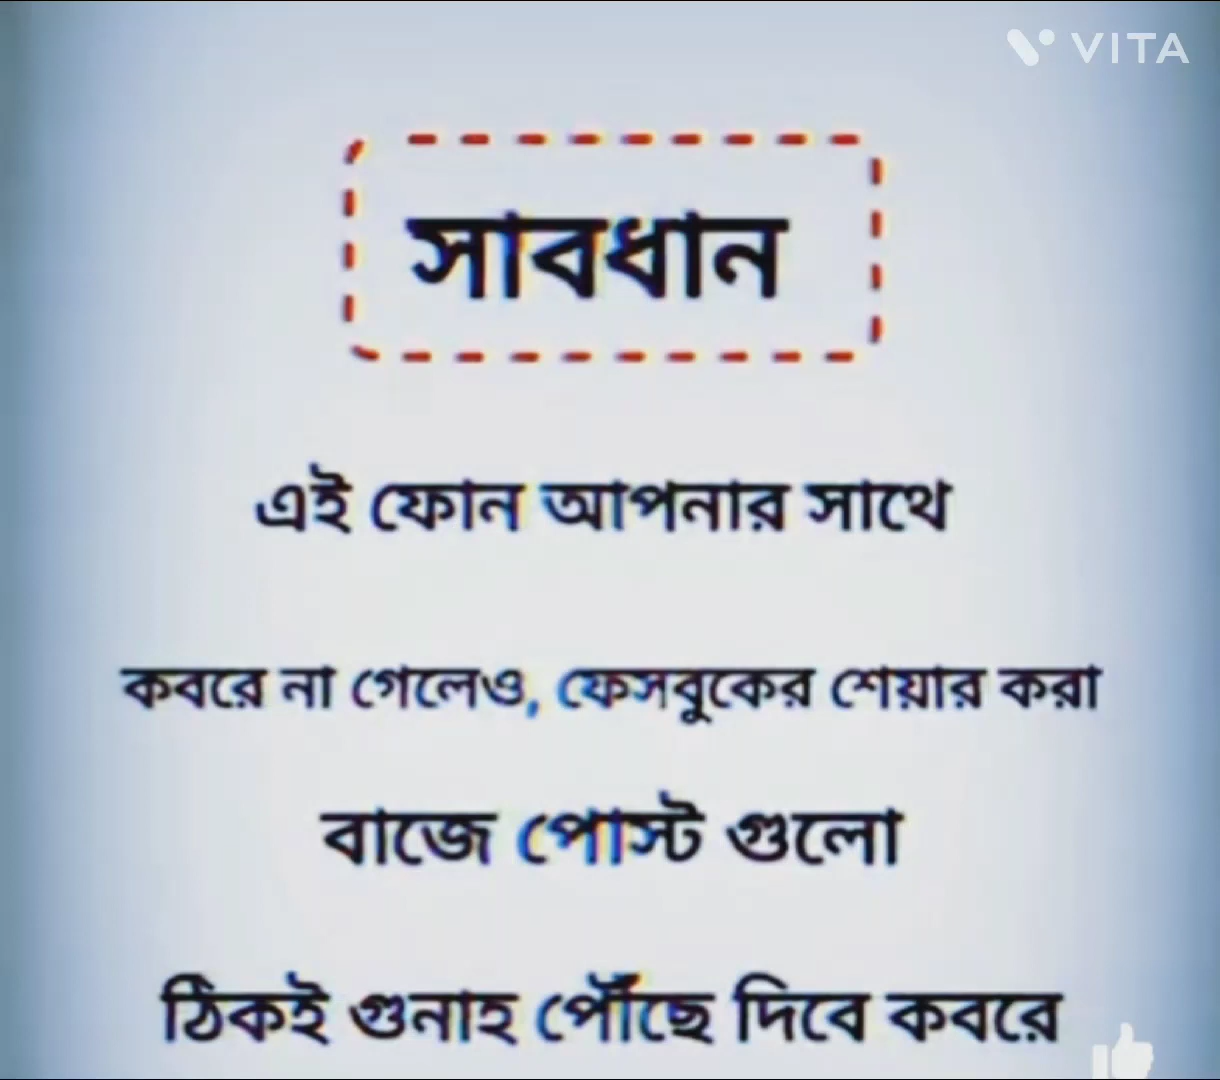 VITA
সাবধান
এই ফোন আপনার সাথে
কবরে না গেলেও, ফেসবুকের শেয়ার করা
বাজে পোস্ট গুলো
ঠিকই গুনাহ পৌঁছে দিবে কবরে